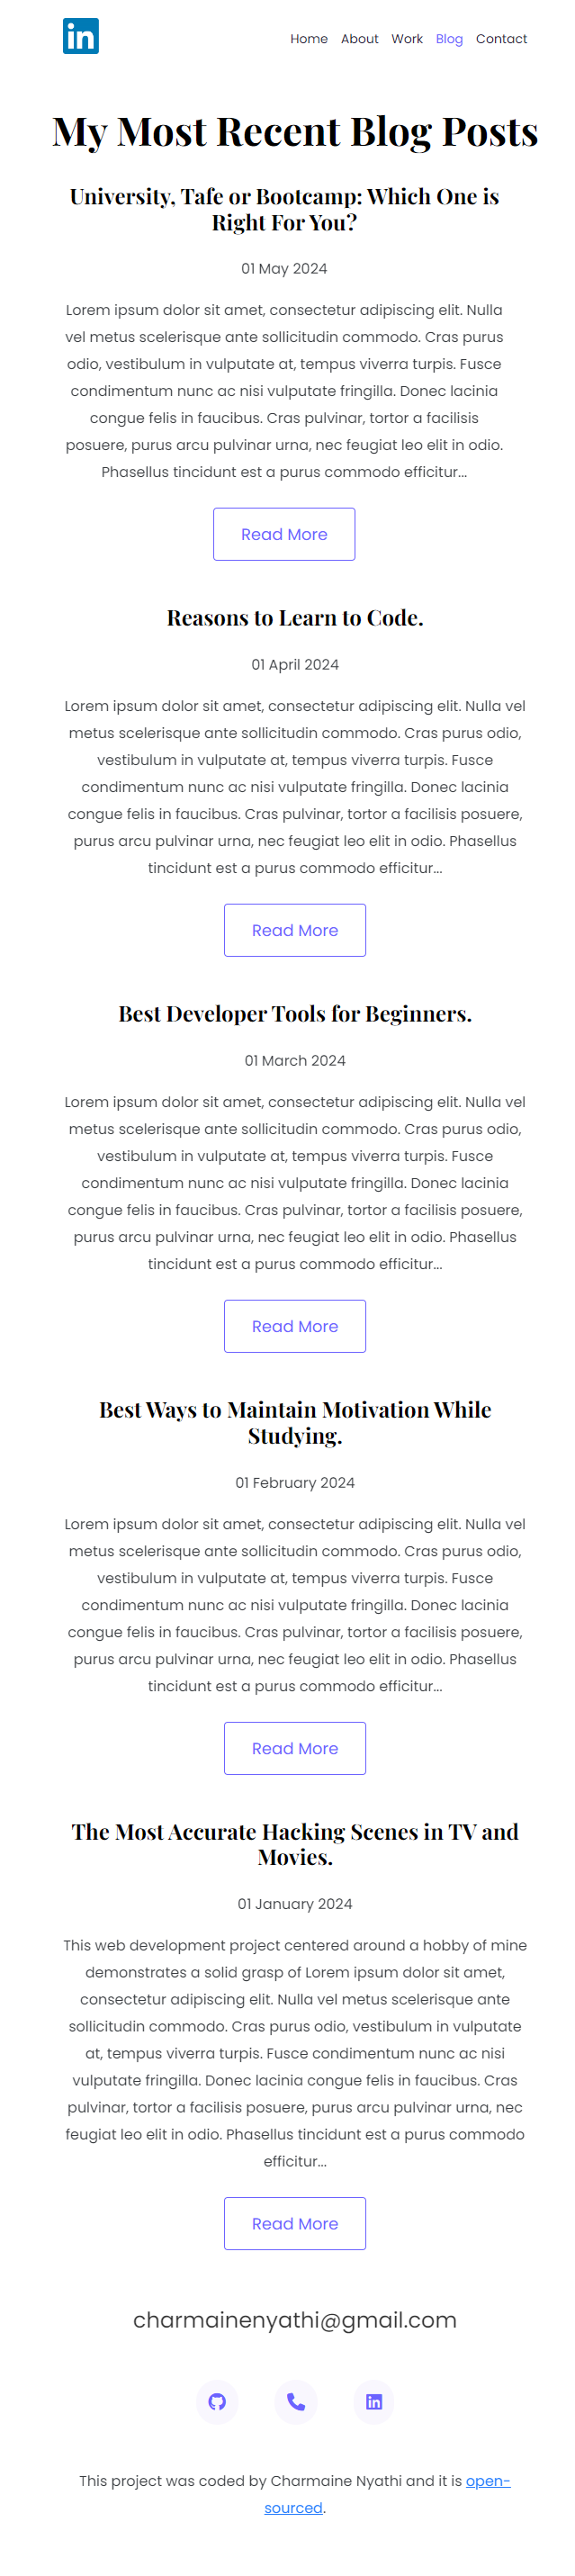 in
Home About Work Blog Contact
My Most Recent Blog Posts
University, Tafe or Bootcamp: Which One is
Right For You?
01 May 2024
Lorem ipsum dolor sit amet, consectetur adipiscing elit. Nulla
vel metus scelerisque ante sollicitudin commodo. Cras purus
odio, vestibulum in vulputate at, tempus viverra turpis. Fusce
condimentum nunc ac nisi vulputate fringilla. Donec lacinia
congue felis in faucibus. Cras pulvinar, tortor a facilisis
posuere, purus arcu pulvinar urna, nec feugiat leo elit in odio.
Phasellus tincidunt est a purus commodo efficitur...
Read More
Reasons to Learn to Code.
01 April 2024
Lorem ipsum dolor sit amet, consectetur adipiscing elit. Nulla vel
metus scelerisque ante sollicitudin commodo. Cras purus odio,
vestibulum in vulputate at, tempus viverra turpis. Fusce
condimentum nunc ac nisi vulputate fringilla. Donec lacinia
congue felis in faucibus. Cras pulvinar, tortor a facilisis posuere,
purus arcu pulvinar urna, nec feugiat leo elit in odio. Phasellus
tincidunt est a purus commodo efficitur...
Read More
Best Developer Tools for Beginners.
01 March 2024
Lorem ipsum dolor sit amet, consectetur adipiscing elit. Nulla vel
metus scelerisque ante sollicitudin commodo. Cras purus odio,
vestibulum in vulputate at, tempus viverra turpis. Fusce
condimentum nunc ac nisi vulputate fringilla. Donec lacinia
congue felis in faucibus. Cras pulvinar, tortor a facilisis posuere,
purus arcu pulvinar urna, nec feugiat leo elit in odio. Phasellus
tincidunt est a purus commodo efficitur...
Read More
Best Ways to Maintain Motivation While
Studying.
01 February 2024
Lorem ipsum dolor sit amet, consectetur adipiscing elit. Nulla vel
metus scelerisque ante sollicitudin commodo. Cras purus odio,
vestibulum in vulputate at, tempus viverra turpis. Fusce
condimentum nunc ac nisi vulputate fringilla. Donec lacinia
congue felis in faucibus. Cras pulvinar, tortor a facilisis posuere,
purus arcu pulvinar urna, nec feugiat leo elit in odio. Phasellus
tincidunt est a purus commodo efficitur...
Read More
The Most Accurate Hacking Scenes in TV and
Movies.
01 January 2024
This web development project centered around a hobby of mine
demonstrates a solid grasp of Lorem ipsum dolor sit amet,
consectetur adipiscing elit. Nulla vel metus scelerisque ante
sollicitudin commodo. Cras purus odio, vestibulum in vulputate
at, tempus viverra turpis. Fusce condimentum nunc ac nisi
vulputate fringilla. Donec lacinia congue felis in faucibus. Cras
pulvinar, tortor a facilisis posuere, purus arcu pulvinar urna, nec
feugiat leo elit in odio. Phasellus tincidunt est a purus commodo
efficitur...
Read More
charmainenyathi@gmail.com
in
This project was coded by Charmaine Nyathi and it is open-
sourced.